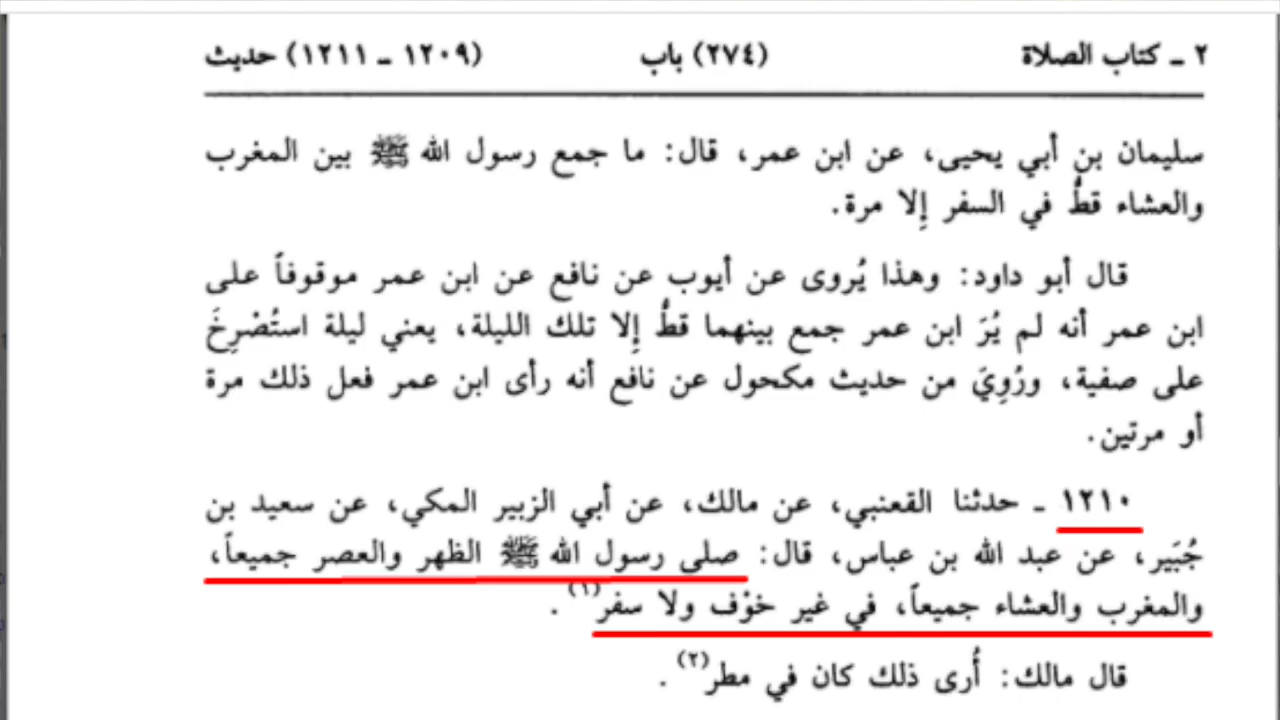 ٢ ـ كتاب الصلاة (٢٧٤) باب (١٢٠٩ ـ ١٢١١) حديث
سليمان بن أبي يحيى، عن ابن عمر، قال: ما جمع رسول الله ﷺ بين المغرب
والعشاء قطُّ في السفر إِلا مرة.
قال أبو داود: وهذا يُروى عن أيوب عن نافع عن ابن عمر موقوفاً على
ابن عمر أنه لم يُرَ ابن عمر جمع بينهما قطُّ إِلا تلك الليلة، يعني ليلة استُصْرِخَ
على صفية، ورُوِيَ من حديث مكحول عن نافع أنه رأى ابن عمر فعل ذلك مرة
أو مرتين.
١٢١٠ ـ حدثنا القعنبي، عن مالك، عن أبي الزبير المكي، عن سعيد بن
جُبَير، عن عبد الله بن عباس، قال: صلى رسول الله ﷺ الظهر والعصر جميعاً،
والمغرب والعشاء جميعاً، في غير خوْف ولا سفر(١).
قال مالك: أُرى ذلك كان في مطر(٢).